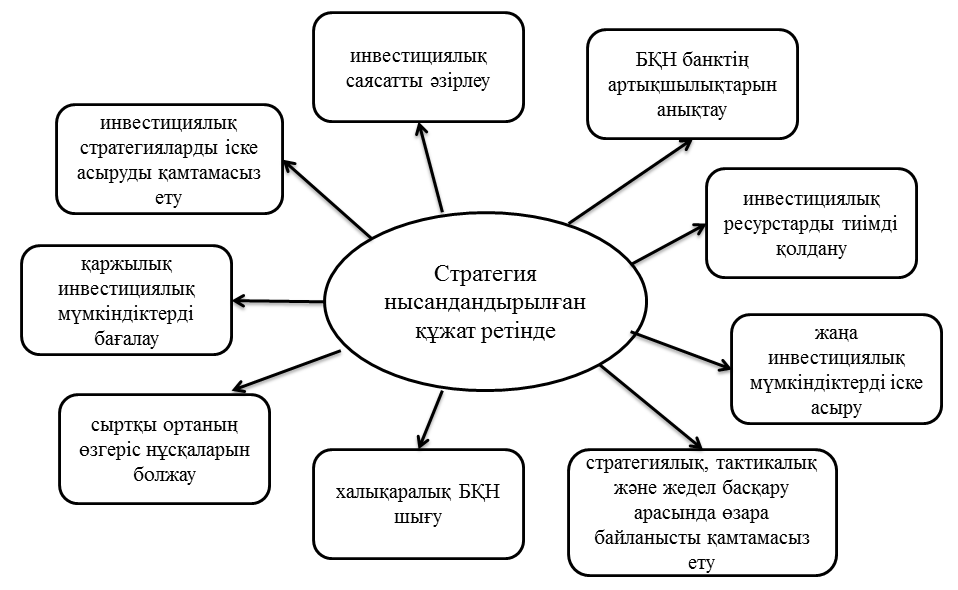 инвестициялық
саясатты әзірлеу
БҚН банктің
артықшылықтарын
анықтау
инвестициялық
стратегияларды іске
асыруды қамтамасыз
ету
инвестициялық
ресурстарды тиімді
қолдану
қаржылық
инвестициялық
мүмкіндіктерді
бағалау
Стратегия
нысандандырылған
құжат ретінде
жаңа
инвестициялық
мүмкіндіктерді іске
асыру
сыртқы ортаның
өзгеріс нұсқаларын
болжау
халықаралық БҚН
шығу
стратегиялық, тактикалық
және жедел басқару
арасында өзара
байланысты қамтамасыз
ету